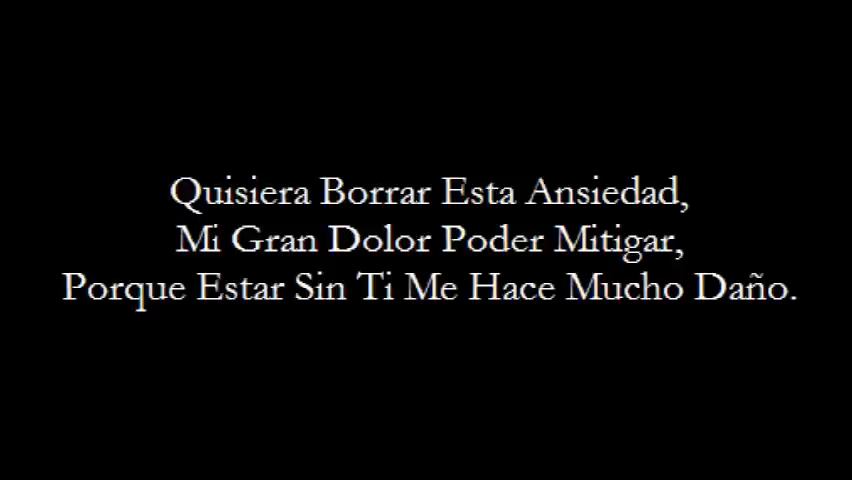 Quisiera Borrar Esta Ansiedad,
Mi Gran Dolor Poder Mitigar,
Porque Estar Sin Ti Me Hace Mucho Daño.